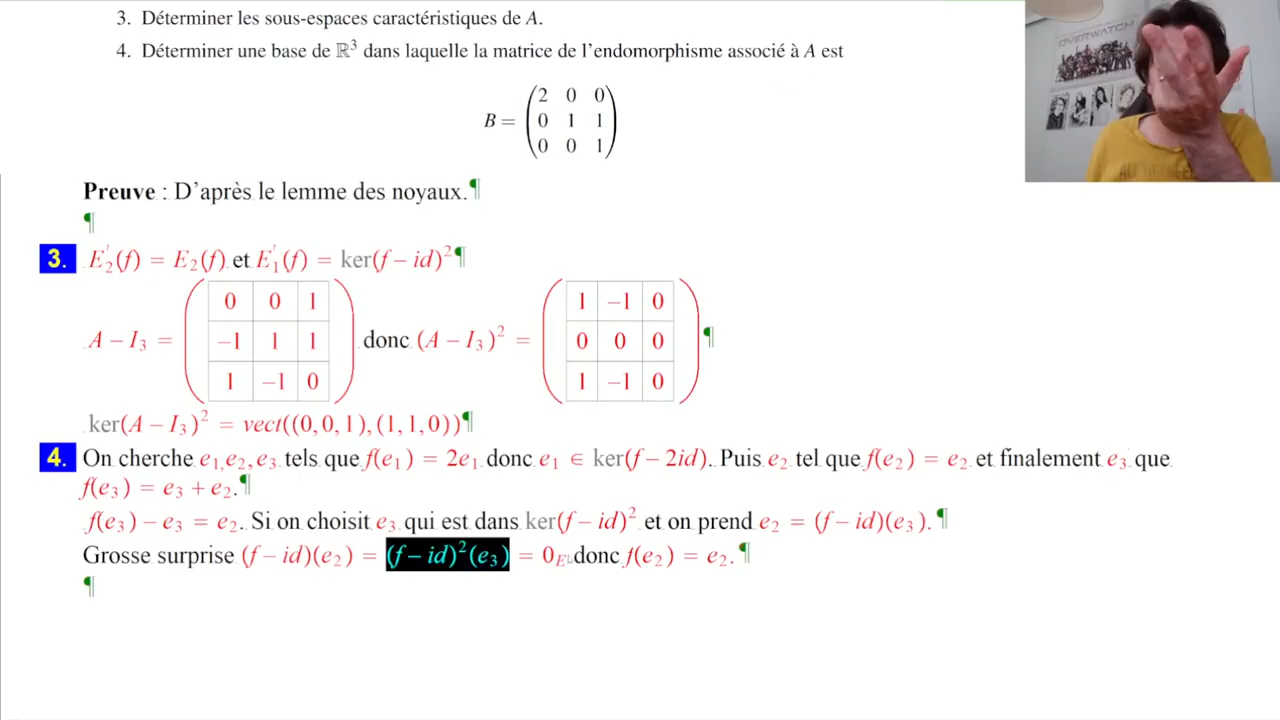 3. Déterminer les sous-espaces caractéristiques de A.
4. Déterminer une base de ℝ³ dans laquelle la matrice de l'endomorphisme associé à A est
B = (2 0 0
0 1 1
0 0 1)
OVERWATCH
Preuve : D'après le lemme des noyaux.¶
¶
3. E′₂(f) = E₂(f) et E′₁(f) = ker(f – id)²¶
A – I₃ = (0 0 1
–1 1 1
1 –1 0) donc (A – I₃)² = (1 –1 0
0 0 0
1 –1 0)¶
ker(A – I₃)² = vect((0, 0, 1), (1, 1, 0))¶
4. On cherche e₁,e₂,e₃ tels que f(e₁) = 2e₁ donc e₁ ∈ ker(f – 2id). Puis e₂ tel que f(e₂) = e₂ et finalement e₃ que
f(e₃) = e₃ + e₂.¶
f(e₃) – e₃ = e₂. Si on choisit e₃ qui est dans ker(f – id)² et on prend e₂ = (f – id)(e₃).¶
Grosse surprise (f – id)(e₂) = (f – id)²(e₃) = 0_E donc f(e₂) = e₂.¶
¶